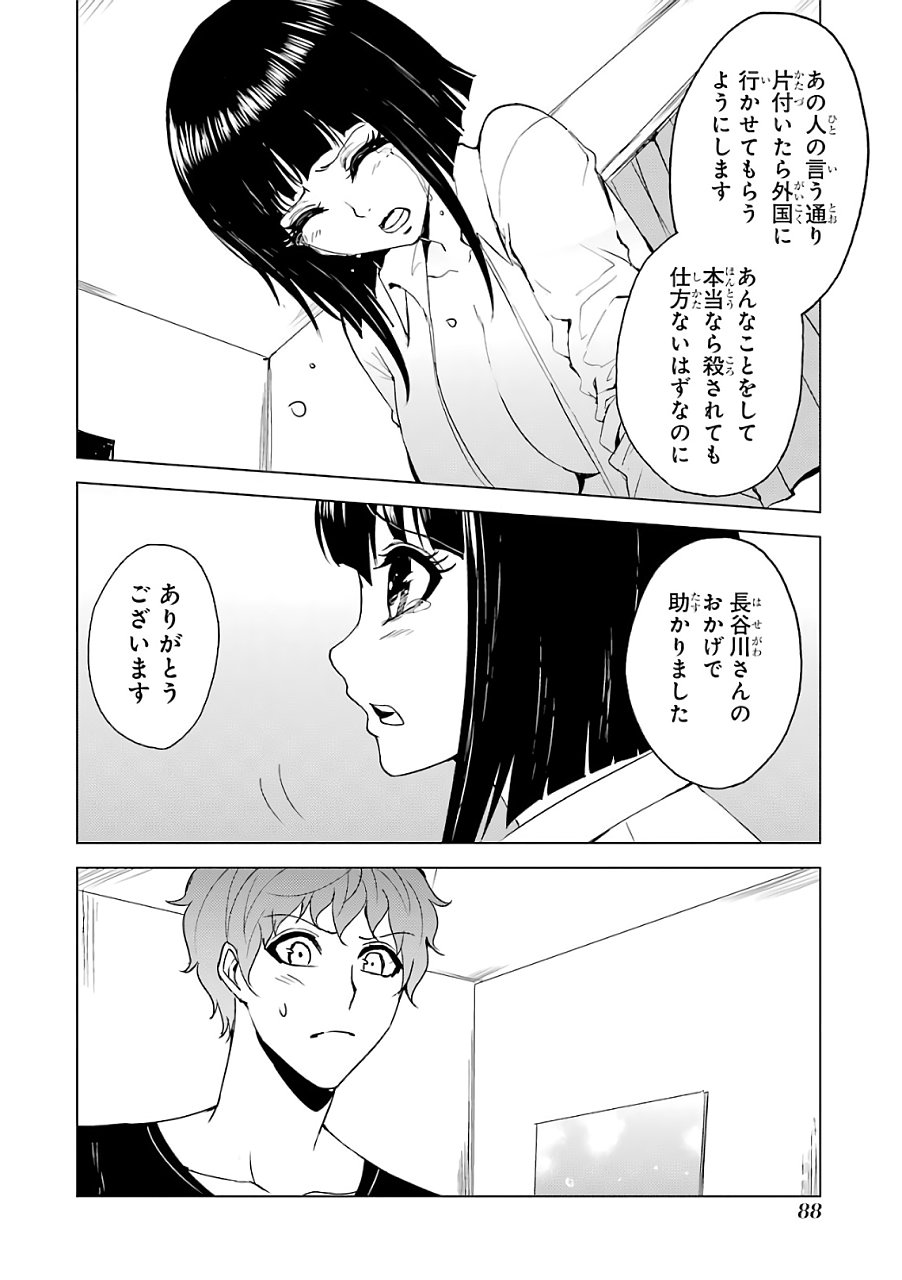 あの人の言う通り
片付いたら外国に
行かせてもらう
ようにします
あんなことをして
本当なら殺されても
仕方ないはずなのに
長谷川さんの
おかげで
助かりました
ありがとう
ございます
88